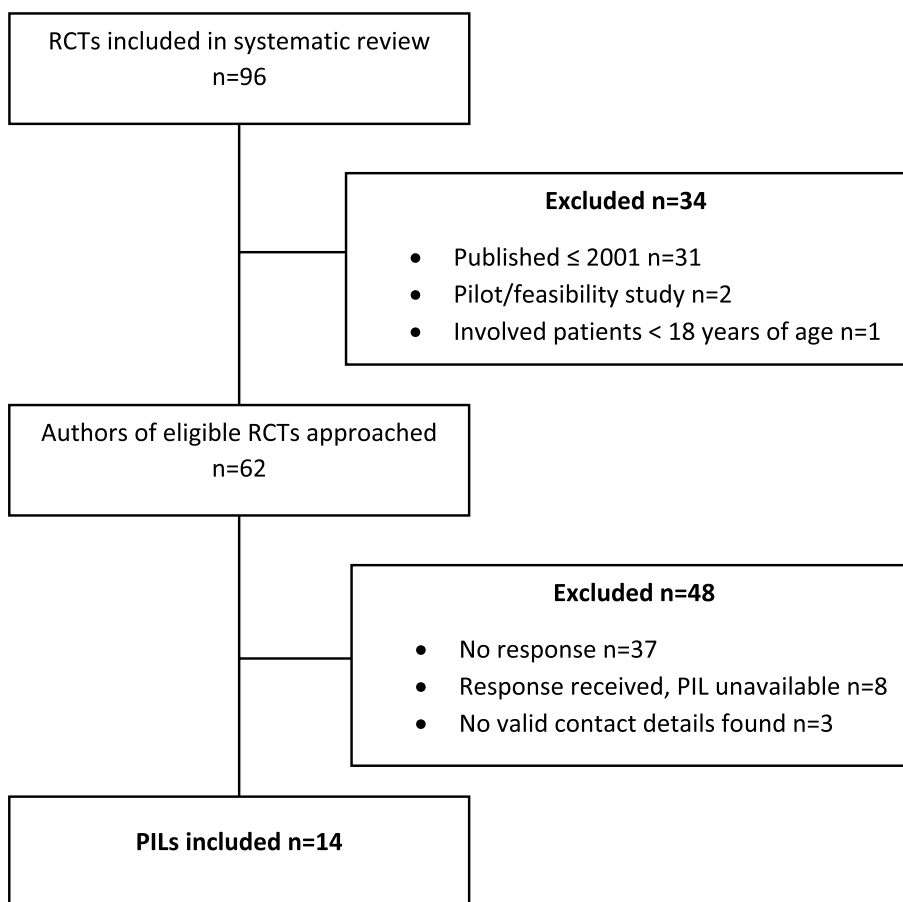 RCTs included in systematic review
n=96
Excluded n=34
• Published ≤ 2001 n=31
• Pilot/feasibility study n=2
• Involved patients < 18 years of age n=1
Authors of eligible RCTs approached
n=62
Excluded n=48
• No response n=37
• Response received, PIL unavailable n=8
• No valid contact details found n=3
PILs included n=14